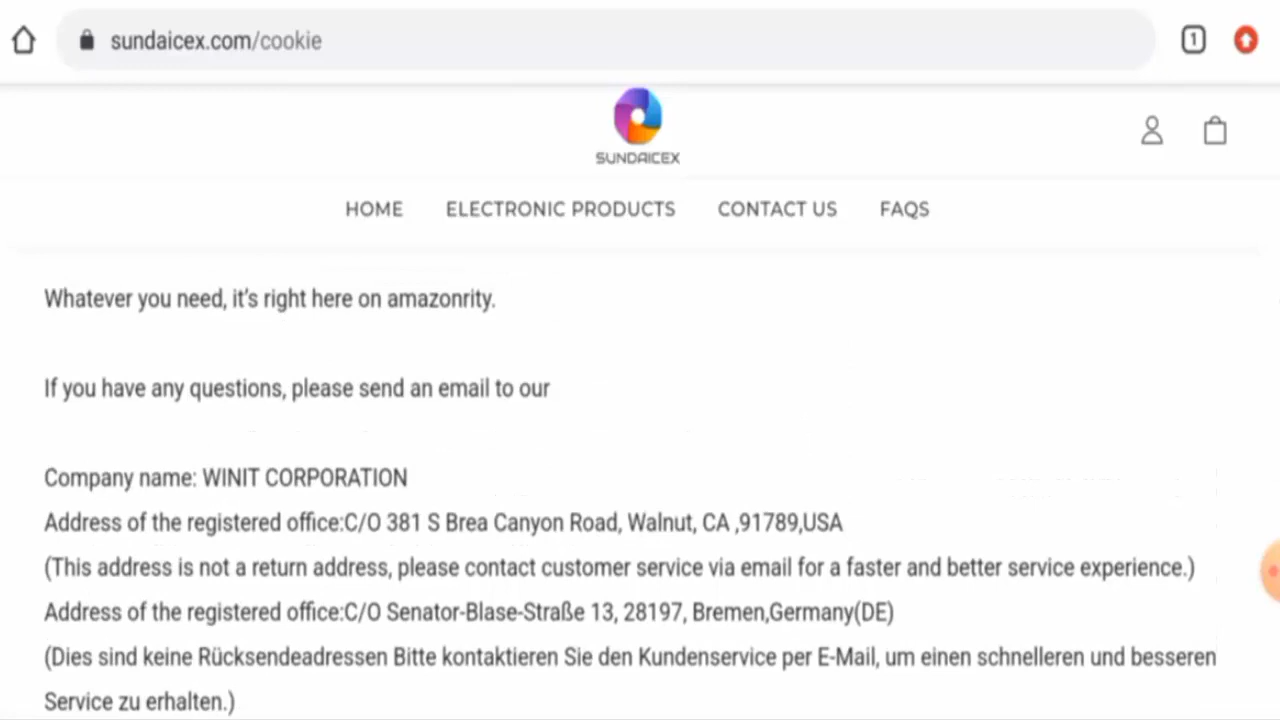 sundaicex.com/cookie
1
SUNDAICEX
HOME ELECTRONIC PRODUCTS CONTACT US FAQS
Whatever you need, it's right here on amazonrity.
If you have any questions, please send an email to our
Company name: WINIT CORPORATION
Address of the registered office:C/O 381 S Brea Canyon Road, Walnut, CA ,91789,USA
(This address is not a return address, please contact customer service via email for a faster and better service experience.)
Address of the registered office:C/O Senator-Blase-Straße 13, 28197, Bremen,Germany(DE)
(Dies sind keine Rücksendeadressen Bitte kontaktieren Sie den Kundenservice per E-Mail, um einen schnelleren und besseren
Service zu erhalten.)